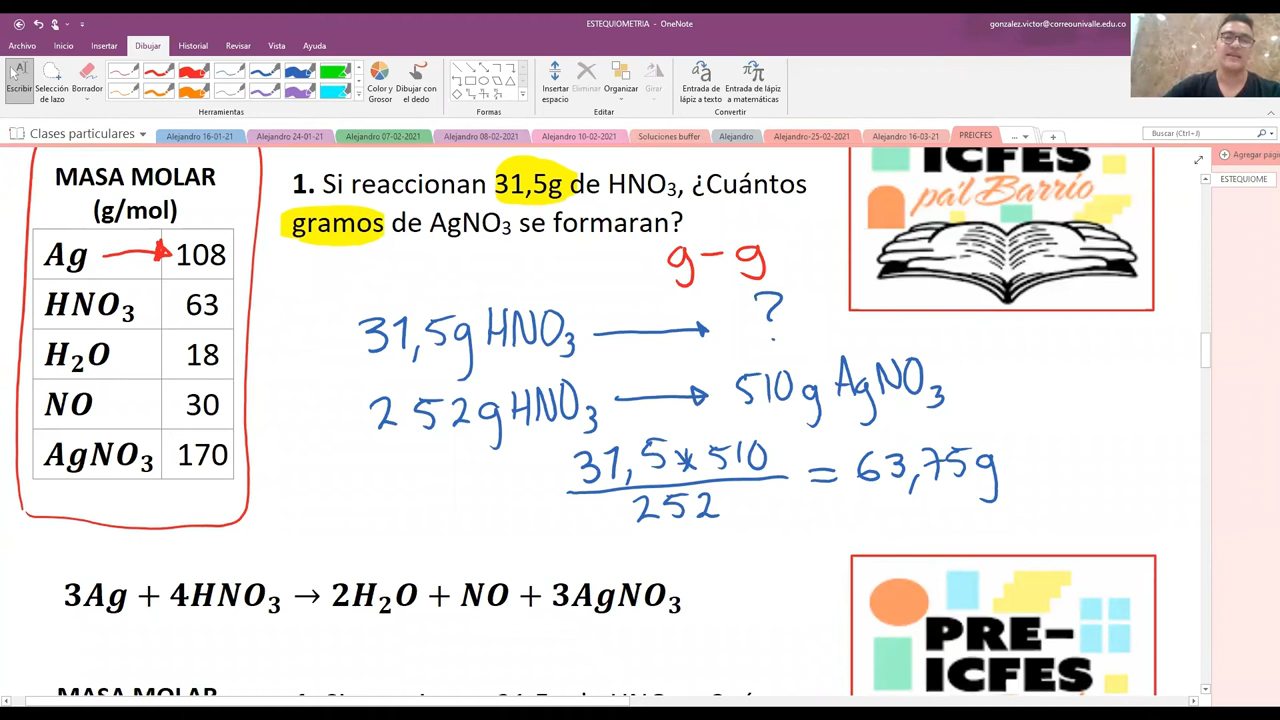 ESTEQUIOMETRIA - OneNote
gonzalez.victor@correounivalle.edu.co
Archivo Inicio Insertar Dibujar Historial Revisar Vista Ayuda
Escribir Selección de lazo Borrador Color y Grosor Dibujar con el dedo Insertar espacio Eliminar Organizar Girar Entrada de lápiz a texto Entrada de lápiz a matemáticas
Herramientas Formas Editar Convertir
Clases particulares Alejandro 16-01-21 Alejandro 24-01-21 Alejandro 07-02-2021 Alejandro 08-02-2021 Alejandro 10-02-2021 Soluciones buffer Alejandro Alejandro-25-02-2021 Alejandro 16-03-21 PREICFES ... Buscar (Ctrl+J)
Agregar pági
ESTEQUIOME
MASA MOLAR
(g/mol)
Ag 108
HNO₃ 63
H₂O 18
NO 30
AgNO₃ 170
1. Si reaccionan 31,5g de HNO₃, ¿Cuántos
gramos de AgNO₃ se formaran?
g - g
31,5g HNO₃ → ?
252g HNO₃ → 510g AgNO₃
31,5 * 510 / 252 = 63,75g
ICFES
pa'l Barrio
3Ag + 4HNO₃ → 2H₂O + NO + 3AgNO₃
PRE-
ICFES
MASA MOLAR